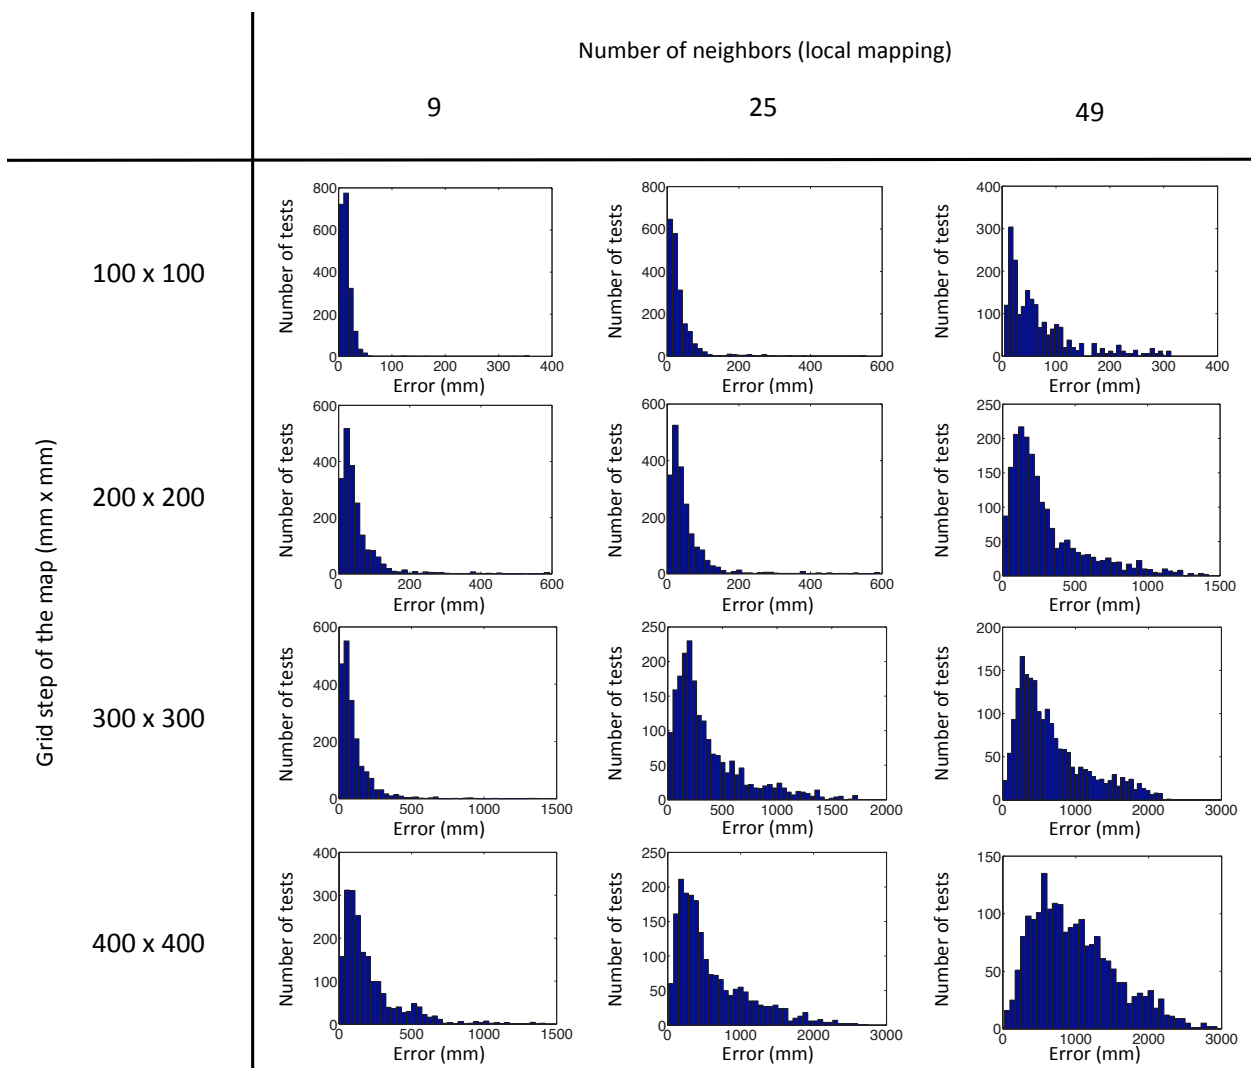 Number of neighbors (local mapping)
9
25
49
Grid step of the map (mm x mm)
100 x 100
Number of tests
800
600
400
200
0
0 100 200 300 400
Error (mm)
Number of tests
800
600
400
200
0
0 200 400 600
Error (mm)
Number of tests
400
300
200
100
0
0 100 200 300 400
Error (mm)
200 x 200
Number of tests
600
400
200
0
0 200 400 600
Error (mm)
Number of tests
600
400
200
0
0 200 400 600
Error (mm)
Number of tests
250
200
150
100
50
0
0 500 1000 1500
Error (mm)
300 x 300
Number of tests
600
400
200
0
0 500 1000 1500
Error (mm)
Number of tests
250
200
150
100
50
0
0 500 1000 1500 2000
Error (mm)
Number of tests
200
150
100
50
0
0 1000 2000 3000
Error (mm)
400 x 400
Number of tests
400
300
200
100
0
0 500 1000 1500
Error (mm)
Number of tests
250
200
150
100
50
0
0 1000 2000 3000
Error (mm)
Number of tests
150
100
50
0
0 1000 2000 3000
Error (mm)